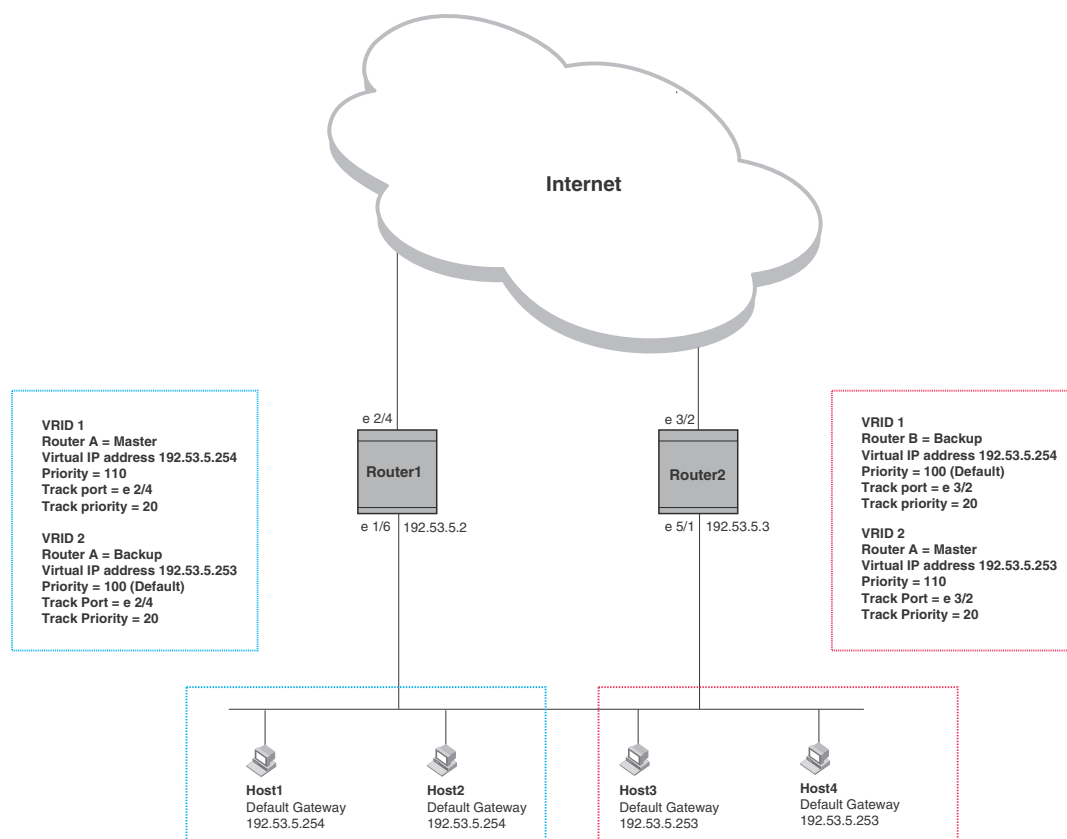 Internet
e 2/4
e 3/2
Router1
Router2
e 1/6
192.53.5.2
e 5/1
192.53.5.3
VRID 1
Router A = Master
Virtual IP address 192.53.5.254
Priority = 110
Track port = e 2/4
Track priority = 20
VRID 2
Router A = Backup
Virtual IP address 192.53.5.253
Priority = 100 (Default)
Track Port = e 2/4
Track Priority = 20
VRID 1
Router B = Backup
Virtual IP address 192.53.5.254
Priority = 100 (Default)
Track port = e 3/2
Track priority = 20
VRID 2
Router A = Master
Virtual IP address 192.53.5.253
Priority = 110
Track Port = e 3/2
Track Priority = 20
Host1
Default Gateway
192.53.5.254
Host2
Default Gateway
192.53.5.254
Host3
Default Gateway
192.53.5.253
Host4
Default Gateway
192.53.5.253